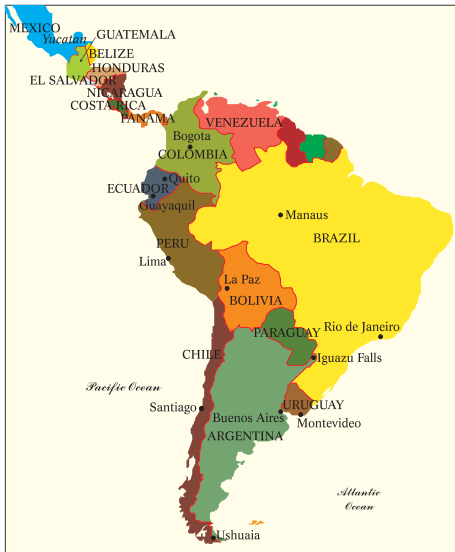 MEXICO
Yucatan
GUATEMALA
BELIZE
HONDURAS
EL SALVADOR
NICARAGUA
COSTA RICA
PANAMA
VENEZUELA
Bogota
COLOMBIA
Quito
ECUADOR
Guayaquil
Manaus
BRAZIL
PERU
Lima
La Paz
BOLIVIA
Rio de Janeiro
PARAGUAY
CHILE
Iguazu Falls
Pacific Ocean
Santiago
URUGUAY
Buenos Aires
Montevideo
ARGENTINA
Atlantic
Ocean
Ushuaia